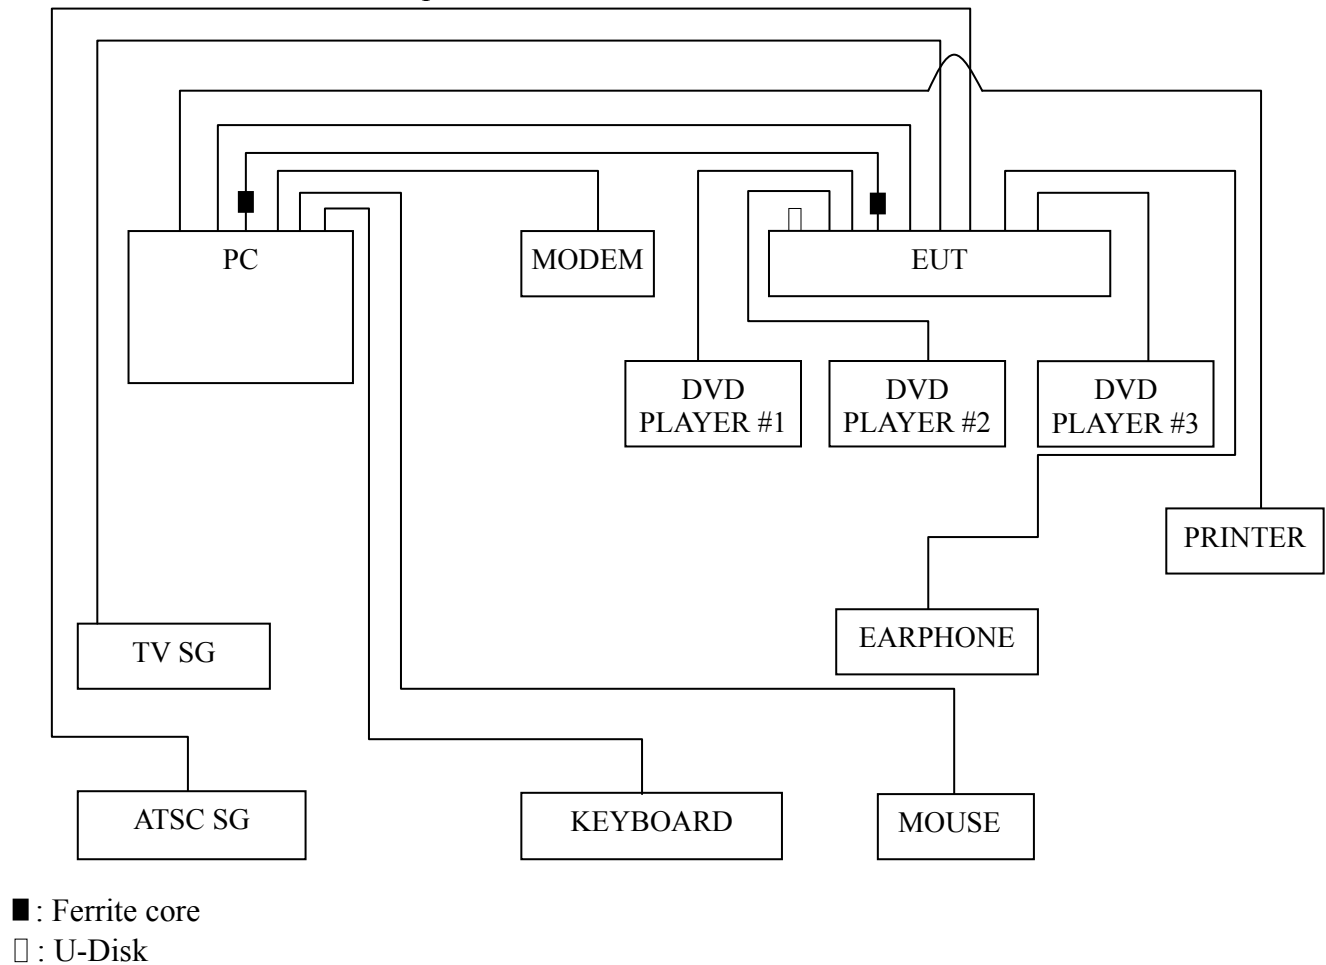 PC
MODEM
EUT
DVD
PLAYER #1
DVD
PLAYER #2
DVD
PLAYER #3
PRINTER
EARPHONE
TV SG
ATSC SG
KEYBOARD
MOUSE
■: Ferrite core
▯: U-Disk